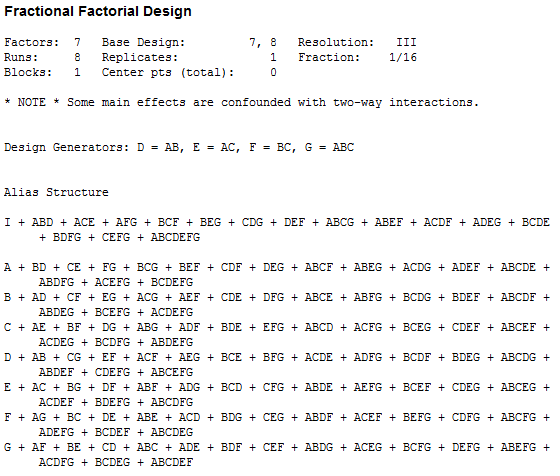 Fractional Factorial Design
Factors: 7 Base Design: 7, 8 Resolution: III
Runs: 8 Replicates: 1 Fraction: 1/16
Blocks: 1 Center pts (total): 0
* NOTE * Some main effects are confounded with two-way interactions.
Design Generators: D = AB, E = AC, F = BC, G = ABC
Alias Structure
I + ABD + ACE + AFG + BCF + BEG + CDG + DEF + ABCG + ABEF + ACDF + ADEG + BCDE
+ BDFG + CEFG + ABCDEFG
A + BD + CE + FG + BCG + BEF + CDF + DEG + ABCF + ABEG + ACDG + ADEF + ABCDE +
ABDFG + ACEFG + BCDEFG
B + AD + CF + EG + ACG + AEF + CDE + DFG + ABCE + ABFG + BCDG + BDEF + ABCDF +
ABDEG + BCEFG + ACDEFG
C + AE + BF + DG + ABG + ADF + BDE + EFG + ABCD + ACFG + BCEG + CDEF + ABCEF +
ACDEG + BCDFG + ABDEFG
D + AB + CG + EF + ACF + AEG + BCE + BFG + ACDE + ADFG + BCDF + BDEG + ABCDG +
ABDEF + CDEFG + ABCEFG
E + AC + BG + DF + ABF + ADG + BCD + CFG + ABDE + AEFG + BCEF + CDEG + ABCEG +
ACDEF + BDEFG + ABCDFG
F + AG + BC + DE + ABE + ACD + BDG + CEG + ABDF + ACEF + BEFG + CDFG + ABCFG +
ADEFG + BCDEF + ABCDEG
G + AF + BE + CD + ABC + ADE + BDF + CEF + ABDG + ACEG + BCFG + DEFG + ABEFG +
ACDFG + BCDEG + ABCDEF